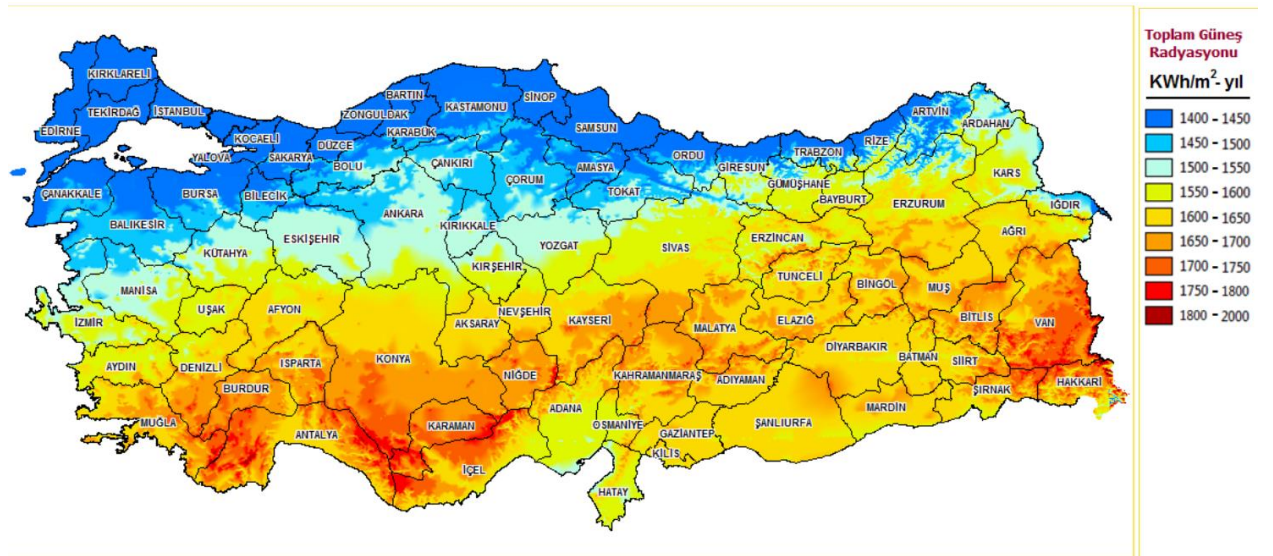 Toplam Güneş
Radyasyonu
KWh/m²- yıl
1400 - 1450
1450 - 1500
1500 - 1550
1550 - 1600
1600 - 1650
1650 - 1700
1700 - 1750
1750 - 1800
1800 - 2000
KIRKLARELİ
TEKİRDAĞ
İSTANBUL
EDİRNE
KOCAELİ
YALOVA
SAKARYA
DÜZCE
ZONGULDAK
BARTIN
KARABÜK
KASTAMONU
SİNOP
SAMSUN
ORDU
GİRESUN
TRABZON
RİZE
ARTVİN
ARDAHAN
KARS
IĞDIR
ÇANAKKALE
BURSA
BİLECİK
BOLU
ÇANKIRI
ÇORUM
AMASYA
TOKAT
GÜMÜŞHANE
BAYBURT
ERZURUM
AĞRI
BALIKESİR
KÜTAHYA
ESKİŞEHİR
ANKARA
KIRIKKALE
YOZGAT
SİVAS
ERZİNCAN
TUNCELİ
BİNGÖL
MUŞ
MANİSA
UŞAK
AFYON
KIRŞEHİR
NEVŞEHİR
AKSARAY
KAYSERİ
MALATYA
ELAZIĞ
BİTLİS
VAN
İZMİR
AYDIN
DENİZLİ
ISPARTA
KONYA
NİĞDE
KAHRAMANMARAŞ
ADIYAMAN
DİYARBAKIR
BATMAN
SİİRT
ŞIRNAK
HAKKARİ
MUĞLA
BURDUR
ANTALYA
KARAMAN
İÇEL
ADANA
OSMANİYE
GAZİANTEP
KİLİS
ŞANLIURFA
MARDİN
HATAY